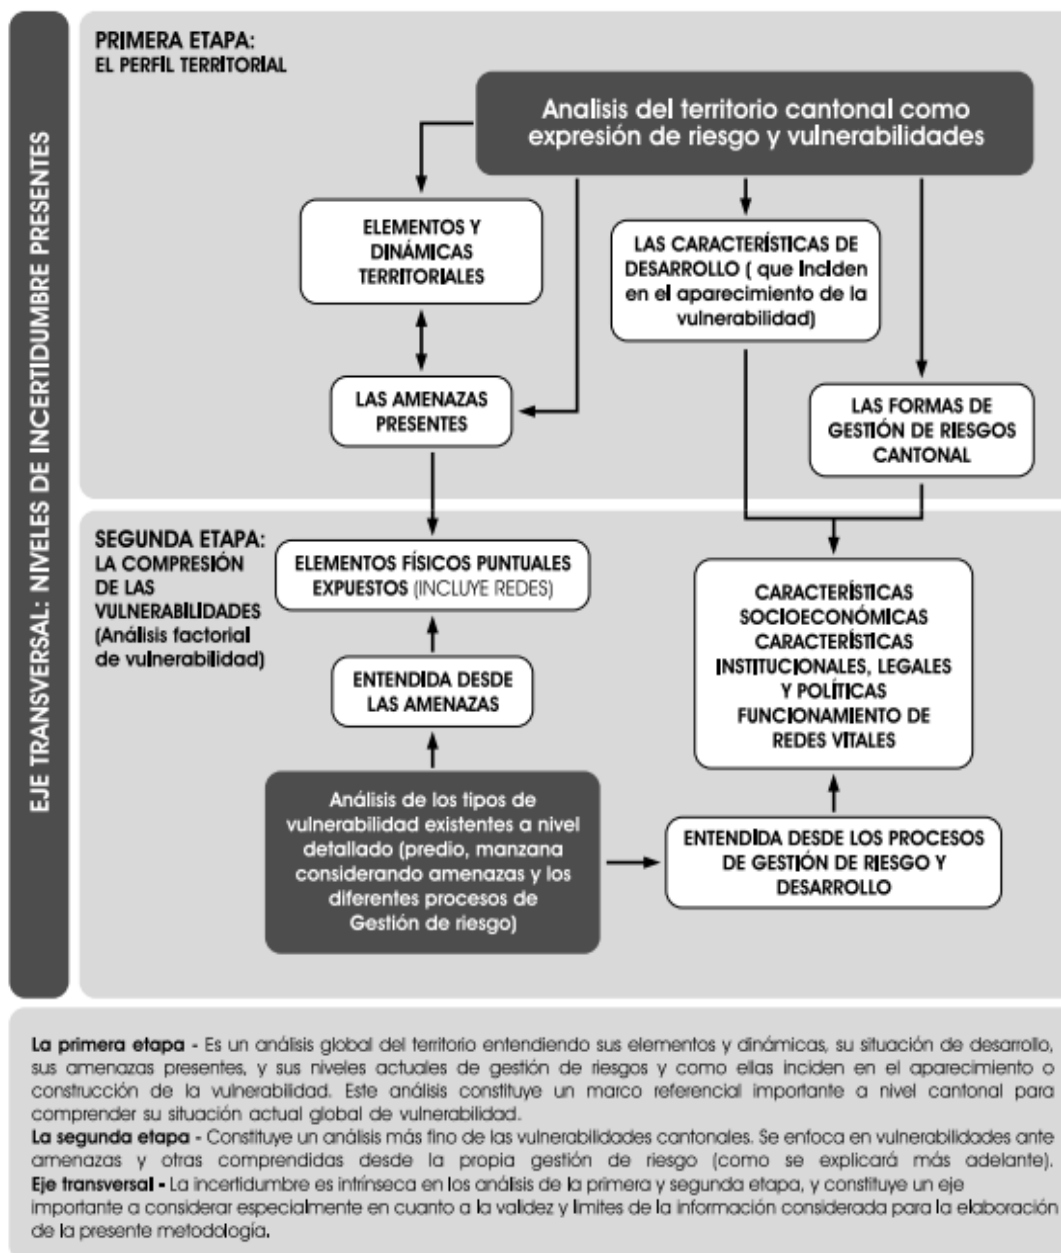 EJE TRANSVERSAL: NIVELES DE INCERTIDUMBRE PRESENTES
PRIMERA ETAPA:
EL PERFIL TERRITORIAL
Analisis del territorio cantonal como
expresión de riesgo y vulnerabilidades
ELEMENTOS Y
DINÁMICAS
TERRITORIALES
LAS CARACTERÍSTICAS DE
DESARROLLO ( que inciden
en el aparecimiento de la
vulnerabilidad)
LAS AMENAZAS
PRESENTES
LAS FORMAS DE
GESTIÓN DE RIESGOS
CANTONAL
SEGUNDA ETAPA:
LA COMPRESIÓN
DE LAS
VULNERABILIDADES
(Análisis factorial
de vulnerabilidad)
ELEMENTOS FÍSICOS PUNTUALES
EXPUESTOS (INCLUYE REDES)
ENTENDIDA DESDE
LAS AMENAZAS
CARACTERÍSTICAS
SOCIOECONÓMICAS
CARACTERÍSTICAS
INSTITUCIONALES, LEGALES
Y POLÍTICAS
FUNCIONAMIENTO DE
REDES VITALES
Análisis de los tipos de
vulnerabilidad existentes a nivel
detallado (predio, manzana
considerando amenazas y los
diferentes procesos de
Gestión de riesgo)
ENTENDIDA DESDE LOS PROCESOS
DE GESTIÓN DE RIESGO Y
DESARROLLO
La primera etapa - Es un análisis global del territorio entendiendo sus elementos y dinámicas, su situación de desarrollo,
sus amenazas presentes, y sus niveles actuales de gestión de riesgos y como ellas inciden en el aparecimiento o
construcción de la vulnerabilidad. Este análisis constituye un marco referencial importante a nivel cantonal para
comprender su situación actual global de vulnerabilidad.
La segunda etapa - Constituye un análisis más fino de las vulnerabilidades cantonales. Se enfoca en vulnerabilidades ante
amenazas y otras comprendidas desde la propia gestión de riesgo (como se explicará más adelante).
Eje transversal - La incertidumbre es intrínseca en los análisis de la primera y segunda etapa, y constituye un eje
importante a considerar especialmente en cuanto a la validez y limites de la información considerada para la elaboración
de la presente metodología.